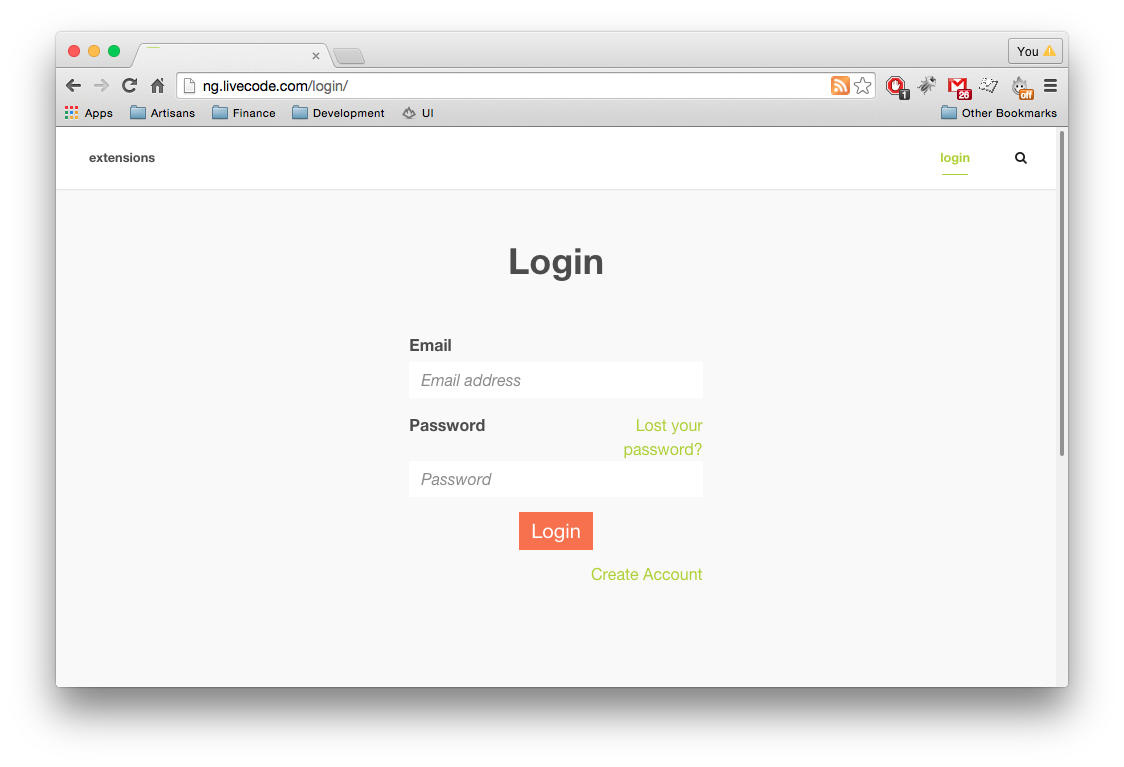 You
ng.livecode.com/login/
1
26
off
Apps Artisans Finance Development UI Other Bookmarks
extensions login
Login
Email
Email address
Password Lost your
password?
Password
Login
Create Account